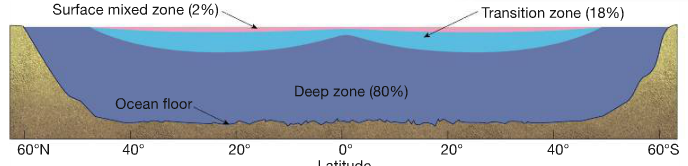 Surface mixed zone (2%)
Transition zone (18%)
Deep zone (80%)
Ocean floor
60°N 40° 20° 0° 20° 40° 60°S
Latitude